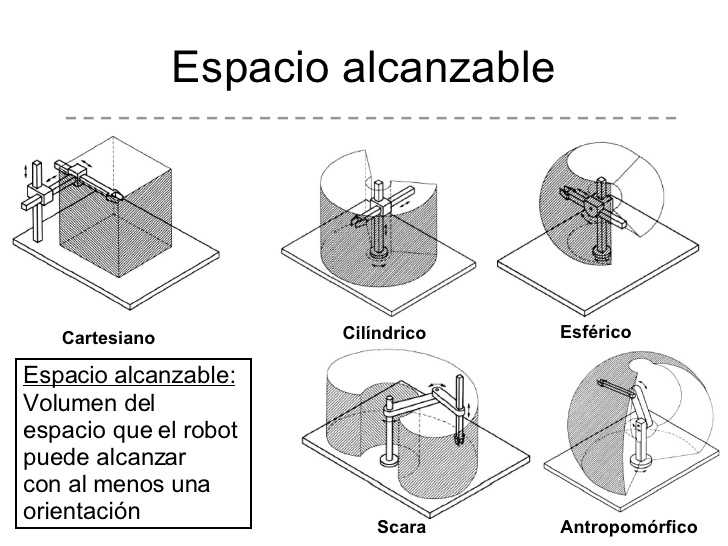 Espacio alcanzable
Cartesiano
Cilíndrico
Esférico
Espacio alcanzable:
Volumen del
espacio que el robot
puede alcanzar
con al menos una
orientación
Scara
Antropomórfico